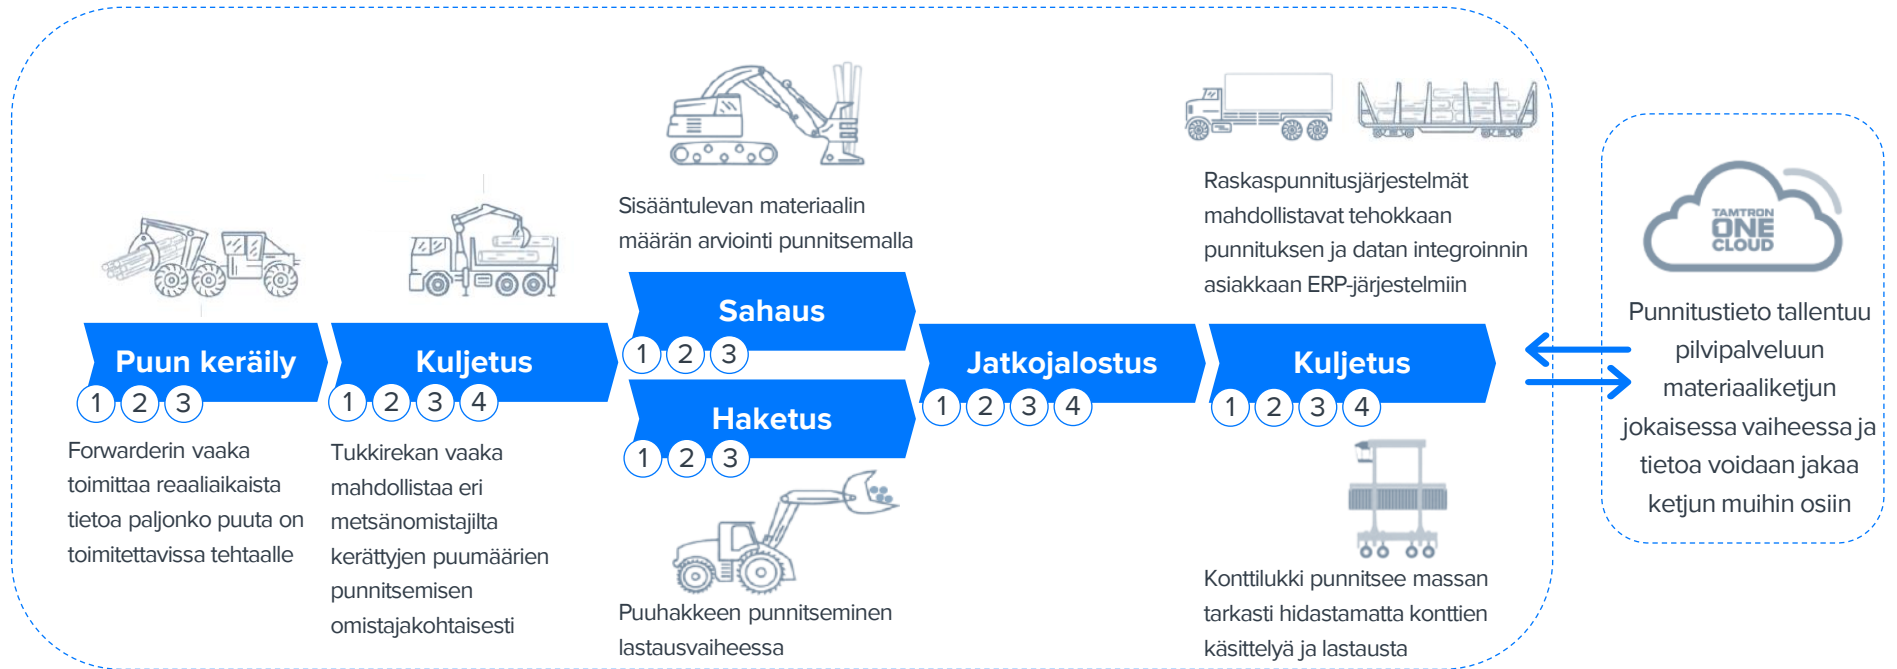 Puun keräily
1 2 3
Forwarderin vaaka
toimittaa reaaliaikaista
tietoa paljonko puuta on
toimitettavissa tehtaalle
Kuljetus
1 2 3 4
Tukkirekan vaaka
mahdollistaa eri
metsänomistajilta
kerättyjen puumäärien
punnitsemisen
omistajakohtaisesti
Sisääntulevan materiaalin
määrän arviointi punnitsemalla
Sahaus
1 2 3
Haketus
1 2 3
Puuhakkeen punnitseminen
lastausvaiheessa
Jatkojalostus
1 2 3 4
Raskaspunnitusjärjestelmät
mahdollistavat tehokkaan
punnituksen ja datan integroinnin
asiakkaan ERP-järjestelmiin
Kuljetus
1 2 3 4
Konttilukki punnitsee massan
tarkasti hidastamatta konttien
käsittelyä ja lastausta
TAMTRON
ONE
CLOUD
Punnitustieto tallentuu
pilvipalveluun
materiaaliketjun
jokaisessa vaiheessa ja
tietoa voidaan jakaa
ketjun muihin osiin